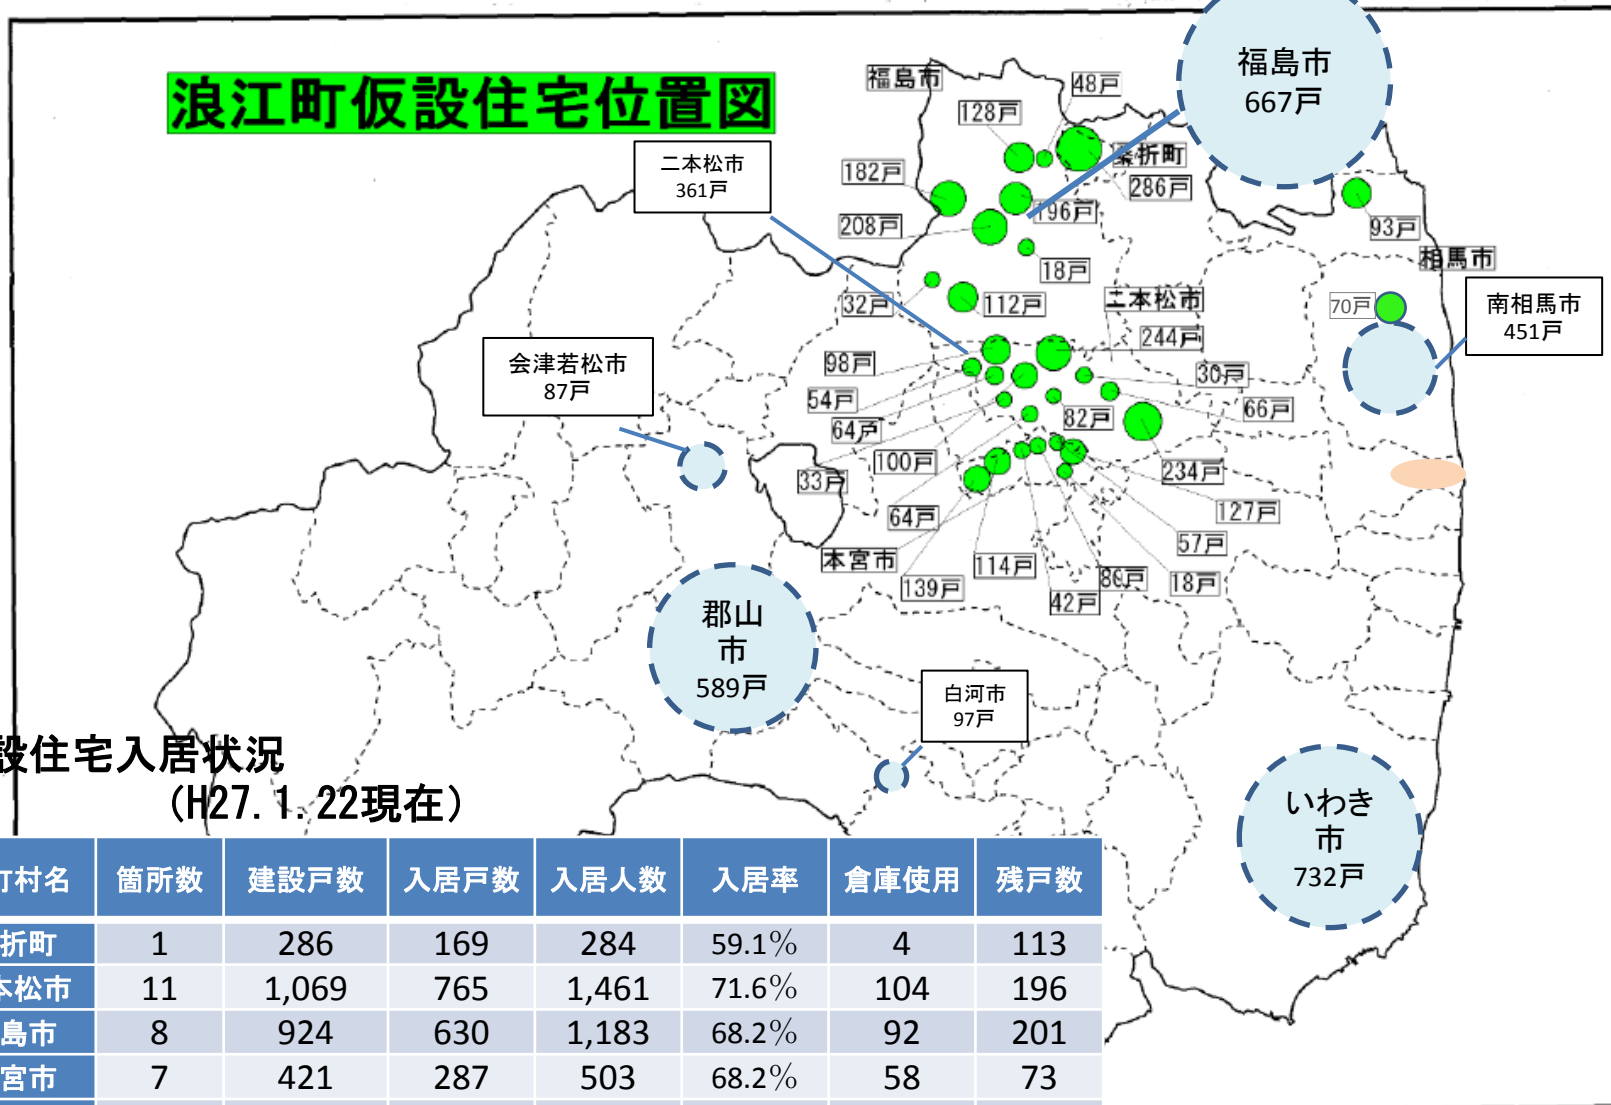 浪江町仮設住宅位置図
福島市
667戸
福島市
48戸
128戸
桑折町
286戸
二本松市
361戸
182戸
196戸
208戸
93戸
相馬市
18戸
32戸
112戸
二本松市
70戸
南相馬市
451戸
244戸
会津若松市
87戸
98戸
30戸
54戸
66戸
64戸
82戸
100戸
234戸
33戸
64戸
127戸
57戸
本宮市
114戸
80戸
18戸
139戸
42戸
郡山
市
589戸
白河市
97戸
いわき
市
732戸
設住宅入居状況
（H27.1.22現在）
町村名 箇所数 建設戸数 入居戸数 入居人数 入居率 倉庫使用 残戸数
折町 1 286 169 284 59.1％ 4 113
本松市 11 1,069 765 1,461 71.6％ 104 196
島市 8 924 630 1,183 68.2％ 92 201
宮市 7 421 287 503 68.2％ 58 73